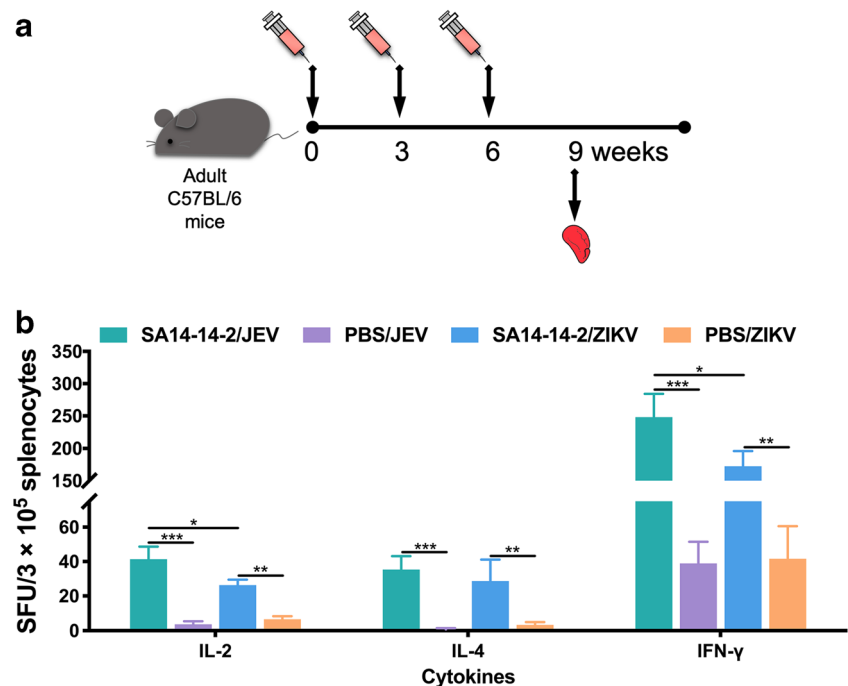 a
0 3 6 9 weeks
Adult
C57BL/6
mice
b
SA14-14-2/JEV PBS/JEV SA14-14-2/ZIKV PBS/ZIKV
SFU/3 × 10⁵ splenocytes
350
300
250
200
150
60
40
20
0
* *** **
*** **
* *** **
IL-2 IL-4 IFN-γ
Cytokines